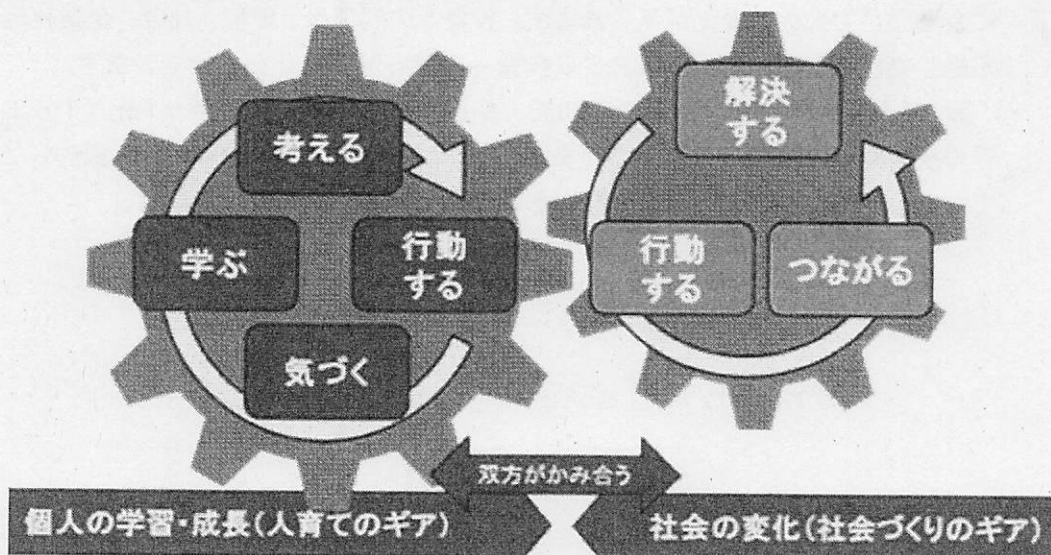 考える
学ぶ
行動
する
気づく
解決
する
行動
する
つながる
双方がかみ合う
個人の学習・成長(人育てのギア)
社会の変化(社会づくりのギア)